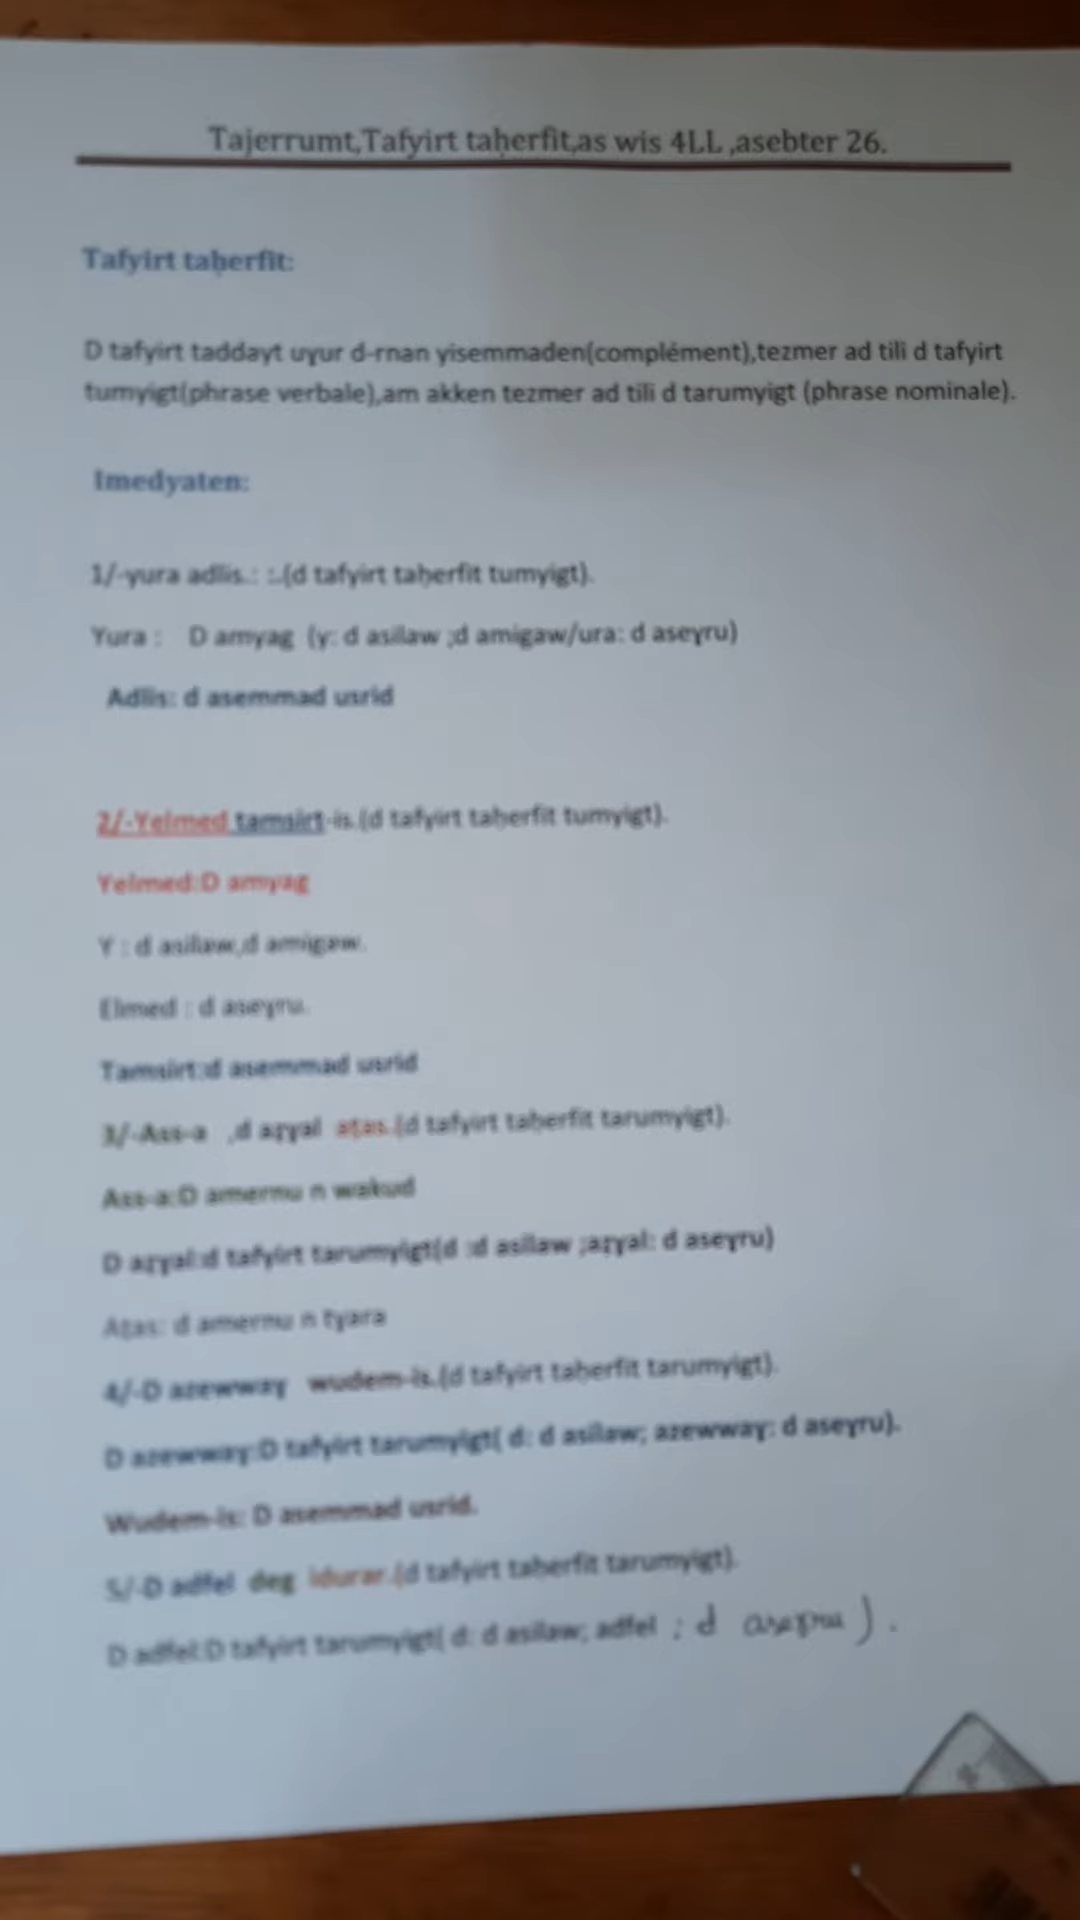 Tajerrumt,Tafyirt taḥerfit,as wis 4LL ,asebter 26.
Tafyirt taḥerfit:
D tafyirt taddayt uɣur d-rnan yisemmaden(complément),tezmer ad tili d tafyirt
tumyigt(phrase verbale),am akken tezmer ad tili d tarumyigt (phrase nominale).
Imedyaten:
1/-yura adlis.: :.(d tafyirt taḥerfit tumyigt).
Yura : D amyag (y: d asilaw ;d amigaw/ura: d aseɣru)
Adlis: d asemmad usrid
2/-Yelmed tamsirt-is.(d tafyirt taḥerfit tumyigt).
Yelmed:D amyag
Y : d asilaw,d amigaw.
Elmed : d aseɣru.
Tamsirt:d asemmad usrid
3/-Ass-a ,d aẓɣal aṭas.(d tafyirt taḥerfit tarumyigt).
Ass-a:D amernu n wakud
D aẓɣal:d tafyirt tarumyigt(d :d asilaw ;aẓɣal: d aseɣru)
Aṭas: d amernu n tɣara
4/-D azewwaɣ wudem-is.(d tafyirt taḥerfit tarumyigt).
D azewwaɣ:D tafyirt tarumyigt( d: d asilaw; azewwaɣ: d aseɣru).
Wudem-is: D asemmad usrid.
5/-D adfel deg idurar.(d tafyirt taḥerfit tarumyigt).
D adfel:D tafyirt tarumyigt( d: d asilaw; adfel : d aseɣru ) .